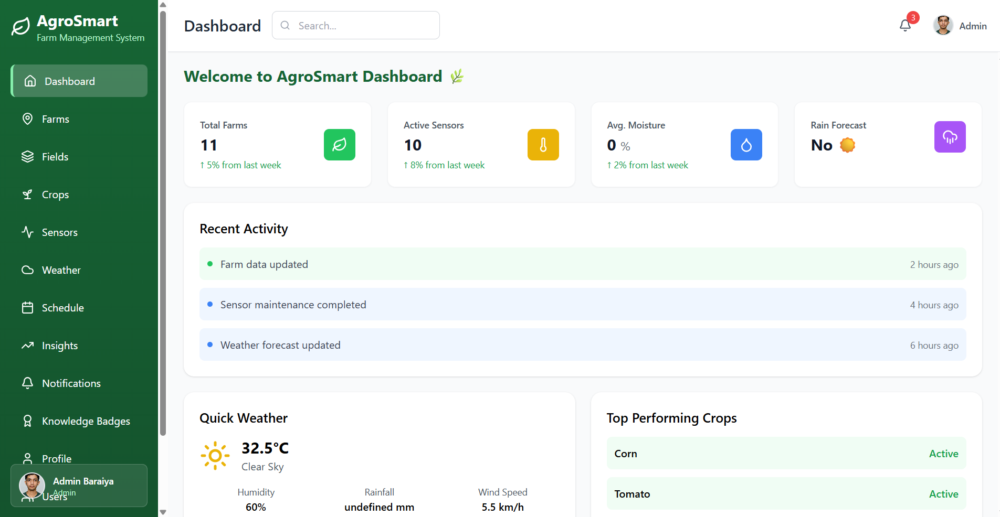 AgroSmart
Farm Management System
Dashboard
Farms
Fields
Crops
Sensors
Weather
Schedule
Insights
Notifications
Knowledge Badges
Profile
Users
Admin Baraiya
Admin
Dashboard
Search...
3
Admin
Welcome to AgroSmart Dashboard
Total Farms
11
↑ 5% from last week
Active Sensors
10
↑ 8% from last week
Avg. Moisture
0 %
↑ 2% from last week
Rain Forecast
No
Recent Activity
Farm data updated 2 hours ago
Sensor maintenance completed 4 hours ago
Weather forecast updated 6 hours ago
Quick Weather
32.5°C
Clear Sky
Humidity
60%
Rainfall
undefined mm
Wind Speed
5.5 km/h
Top Performing Crops
Corn Active
Tomato Active